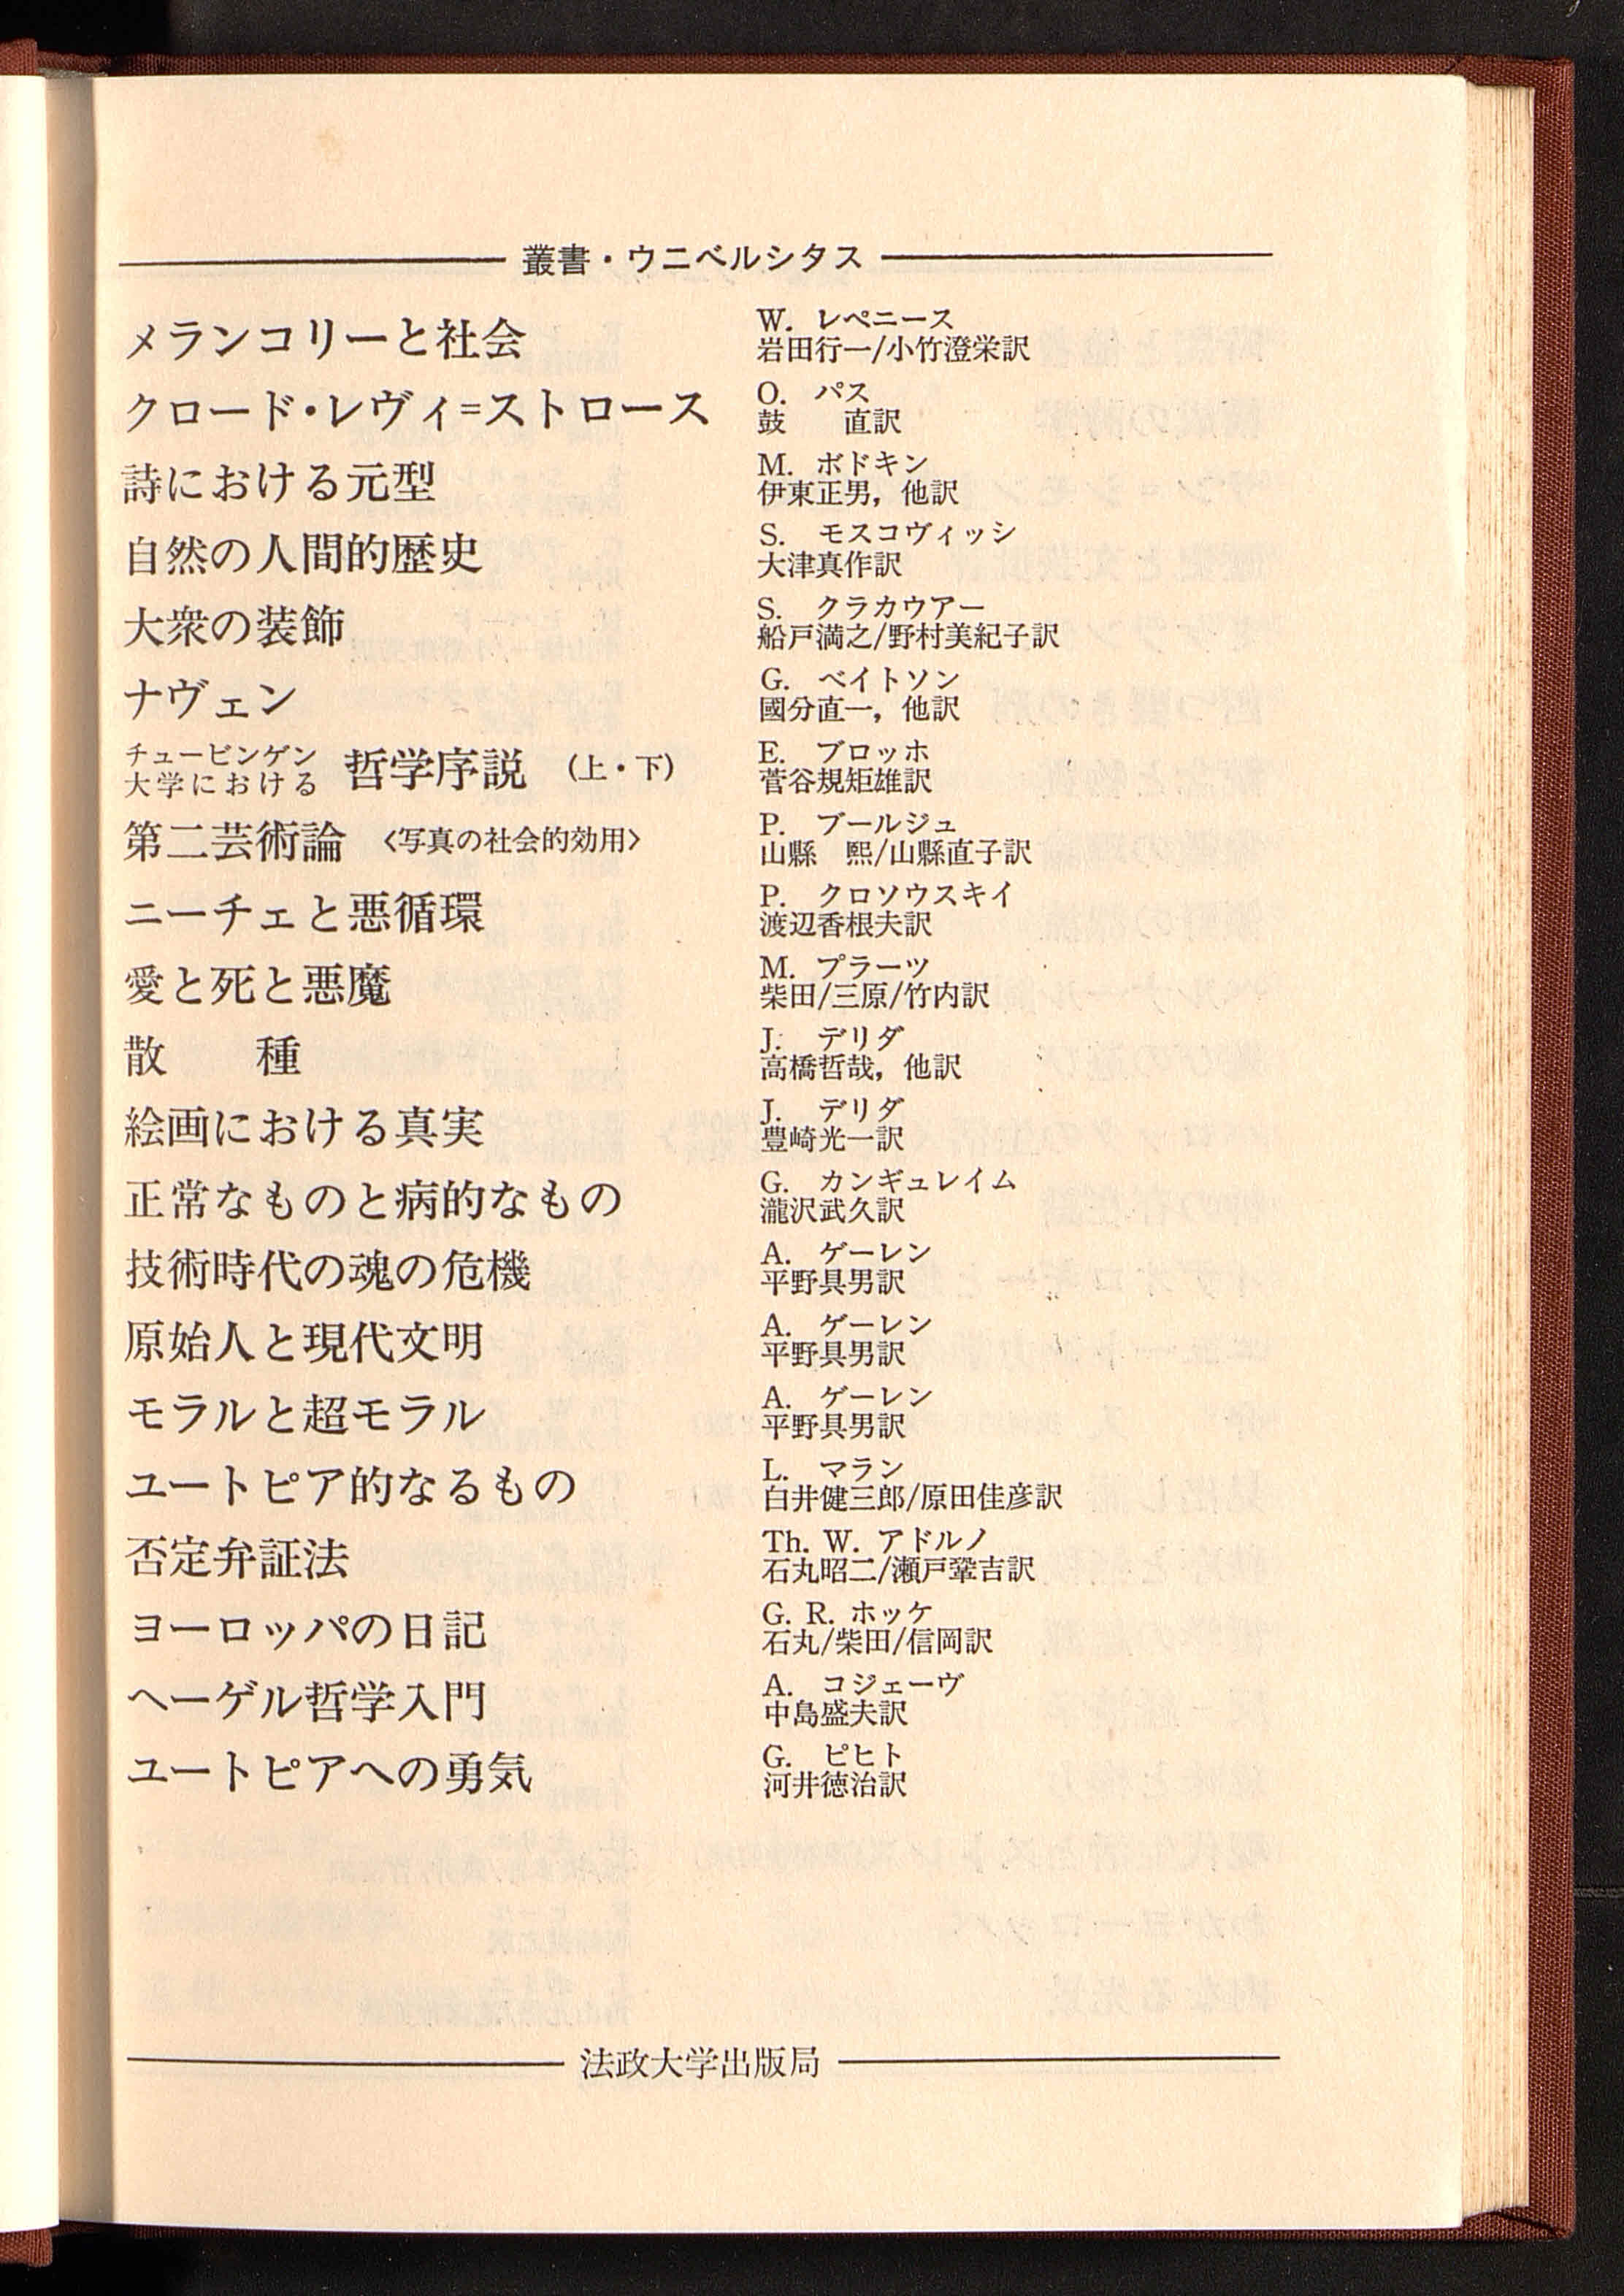 叢書・ウニベルシタス
メランコリーと社会
W. レペニース
岩田行一/小竹澄栄訳
クロード・レヴィ=ストロース
O. パス
鼓　直訳
詩における元型
M. ボドキン
伊東正男，他訳
自然の人間的歴史
S. モスコヴィッシ
大津真作訳
大衆の装飾
S. クラカウアー
船戸満之/野村美紀子訳
ナヴェン
G. ベイトソン
國分直一，他訳
チュービンゲン
大学における 哲学序説 (上・下)
E. ブロッホ
菅谷規矩雄訳
第二芸術論 〈写真の社会的効用〉
P. ブールジュ
山縣　熙/山縣直子訳
ニーチェと悪循環
P. クロソウスキイ
渡辺香根夫訳
愛と死と悪魔
M. プラーツ
柴田/三原/竹内訳
散　種
J. デリダ
高橋哲哉，他訳
絵画における真実
J. デリダ
豊崎光一訳
正常なものと病的なもの
G. カンギュレイム
瀧沢武久訳
技術時代の魂の危機
A. ゲーレン
平野具男訳
原始人と現代文明
A. ゲーレン
平野具男訳
モラルと超モラル
A. ゲーレン
平野具男訳
ユートピア的なるもの
L. マラン
白井健三郎/原田佳彦訳
否定弁証法
Th. W. アドルノ
石丸昭二/瀬戸鞏吉訳
ヨーロッパの日記
G. R. ホッケ
石丸/柴田/信岡訳
ヘーゲル哲学入門
A. コジェーヴ
中島盛夫訳
ユートピアへの勇気
G. ピヒト
河井徳治訳
法政大学出版局